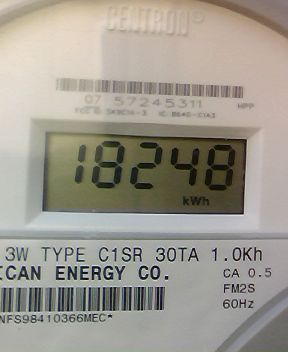 CENTRON®
07 57245311
HPP
18248
kWh
3W TYPE C1SR 30TA 1.0Kh
ICAN ENERGY CO.
CA 0.5
FM2S
60Hz
NFS98410366MEC*